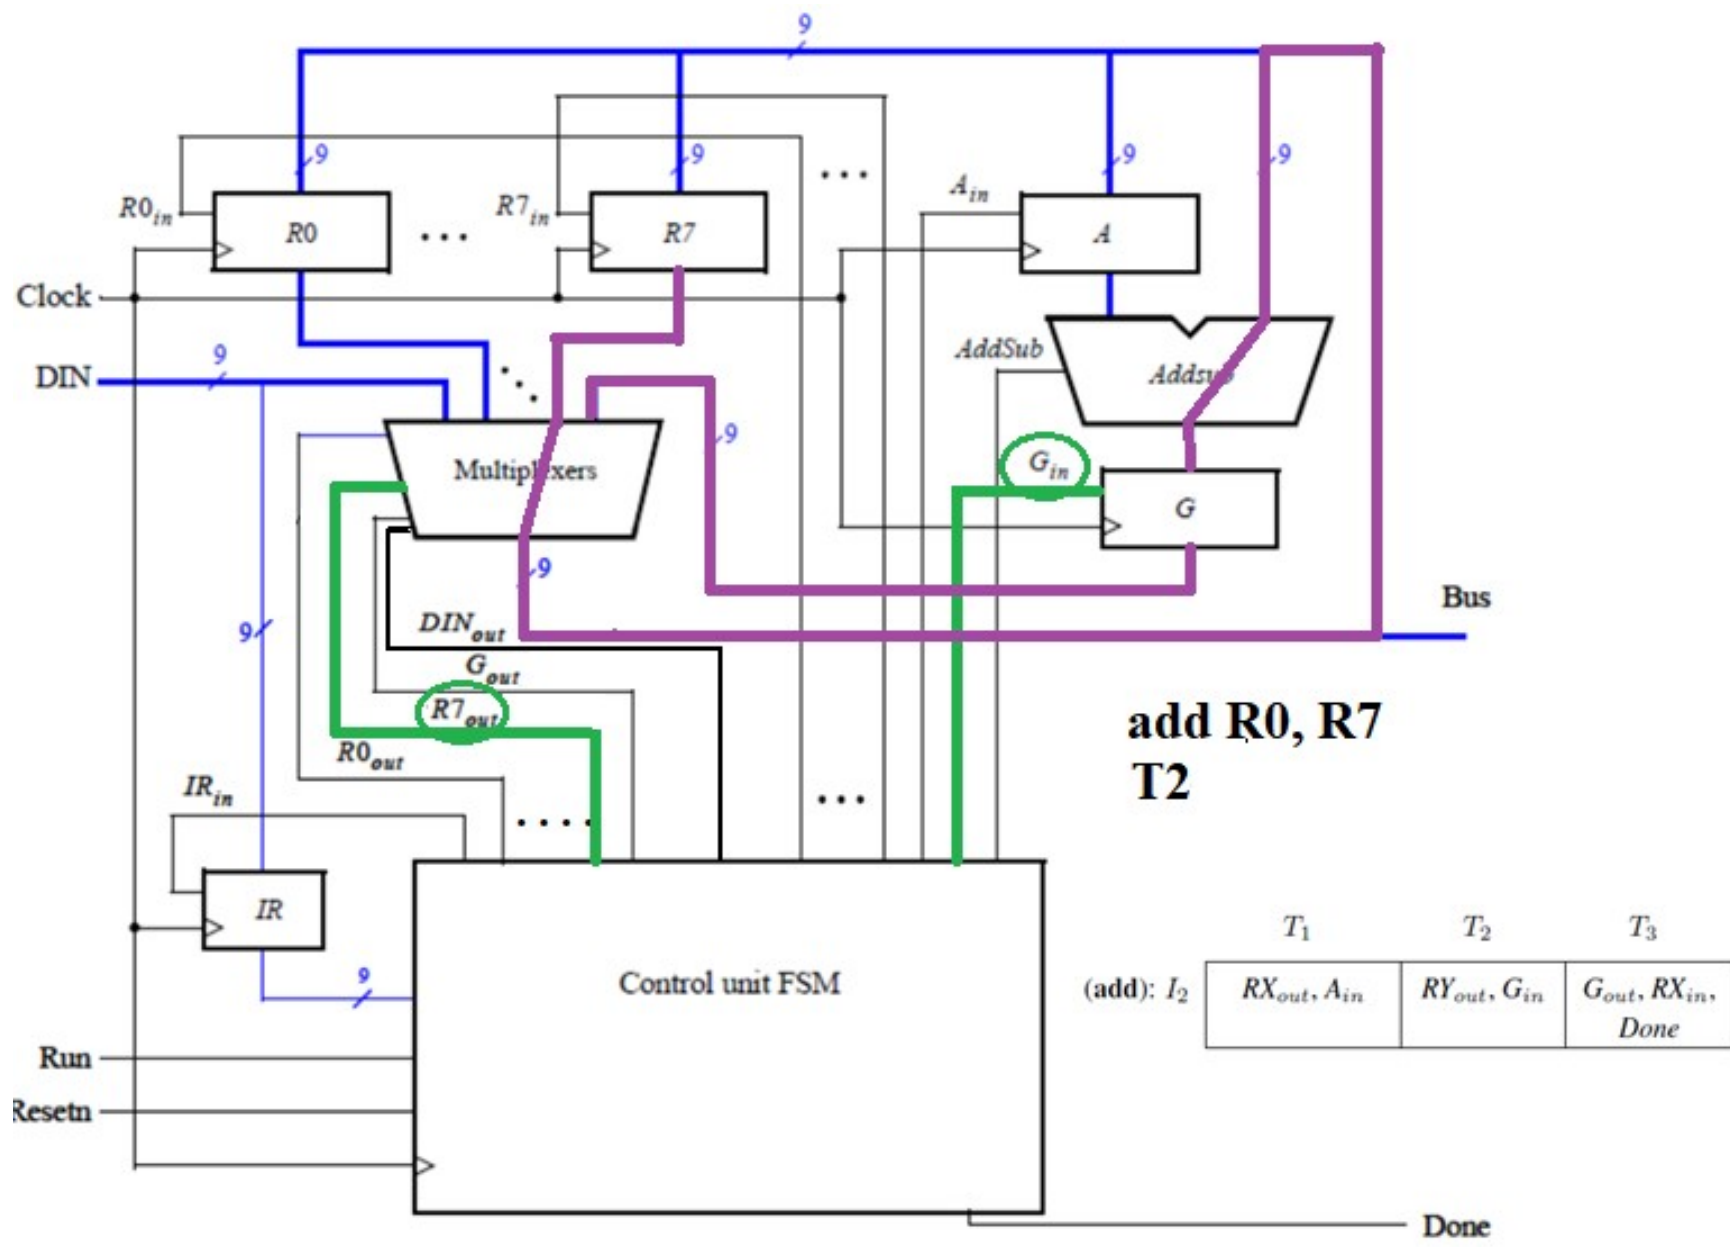 9
9
9
9
9
R0in
R0
...
R7in
R7
...
Ain
A
Clock
DIN
9
AddSub
Addsub
Multiplexers
9
Gin
G
9
9
DINout
Gout
R7out
R0out
Bus
add R0, R7
T2
IRin
....
...
IR
9
Control unit FSM
T1 T2 T3
(add): I2 RXout, Ain RYout, Gin Gout, RXin,
Done
Run
Resetn
Done